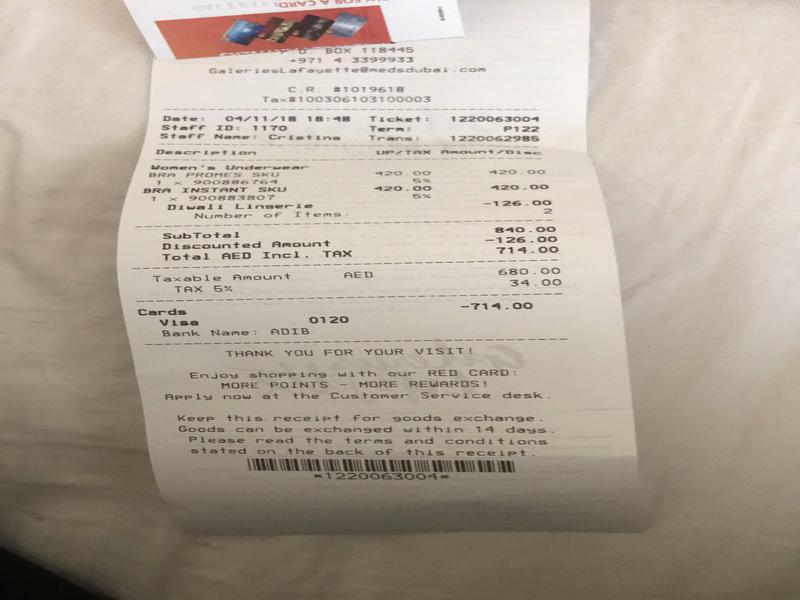 FOR A CARD:
BOX 118445
+971 4 3399933
GaleriesLafayette@medsdubai.com
C.R. #1019618
Tax#100306103100003
Date: 04/11/18 18:48 Ticket: 1220063004
Staff ID: 1170 Term: P122
Staff Name: Cristina Trans: 1220062985
Description UP/TAX Amount/Disc
Women's Underwear
BRA PROMES SKU 420.00 420.00
1 x 900886764 5%
BRA INSTANT SKU 420.00 420.00
1 x 900883807 5%
Diwali Lingerie -126.00
Number of Items: 2
SubTotal 840.00
Discounted Amount -126.00
Total AED Incl. TAX 714.00
Taxable Amount AED 680.00
TAX 5% 34.00
Cards -714.00
Visa 0120
Bank Name: ADIB
THANK YOU FOR YOUR VISIT!
Enjoy shopping with our RED CARD:
MORE POINTS - MORE REWARDS!
Apply now at the Customer Service desk.
Keep this receipt for goods exchange.
Goods can be exchanged within 14 days.
Please read the terms and conditions
stated on the back of this receipt.
*1220063004*